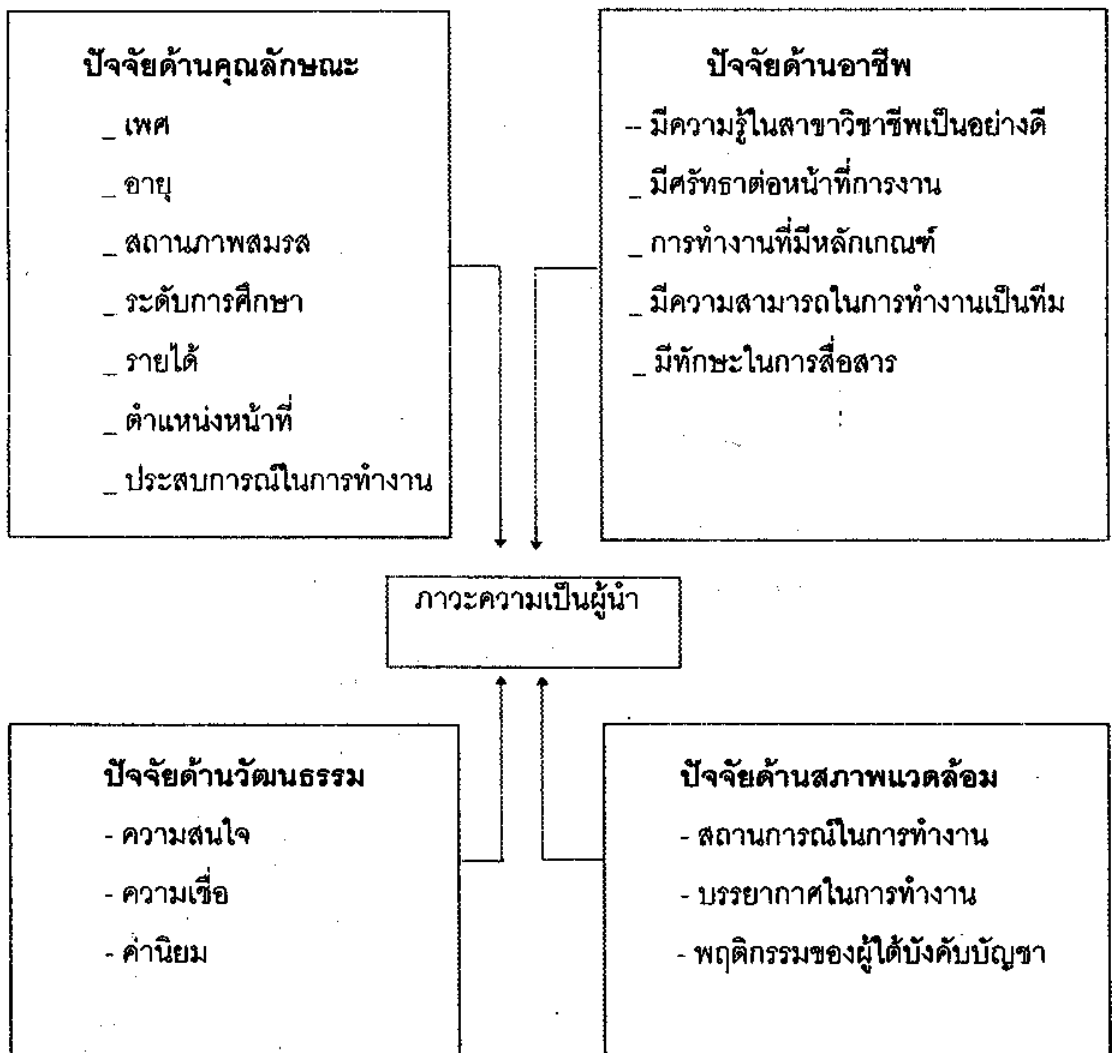 ปัจจัยด้านคุณลักษณะ
_ เพศ
_ อายุ
_ สถานภาพสมรส
_ ระดับการศึกษา
_ รายได้
_ ตำแหน่งหน้าที่
_ ประสบการณ์ในการทำงาน
ปัจจัยด้านอาชีพ
-- มีความรู้ในสาขาวิชาชีพเป็นอย่างดี
_ มีศรัทธาต่อหน้าที่การงาน
_ การทำงานที่มีหลักเกณฑ์
_ มีความสามารถในการทำงานเป็นทีม
_ มีทักษะในการสื่อสาร
ภาวะความเป็นผู้นำ
ปัจจัยด้านวัฒนธรรม
- ความสนใจ
- ความเชื่อ
- ค่านิยม
ปัจจัยด้านสภาพแวดล้อม
- สถานการณ์ในการทำงาน
- บรรยากาศในการทำงาน
- พฤติกรรมของผู้ใต้บังคับบัญชา